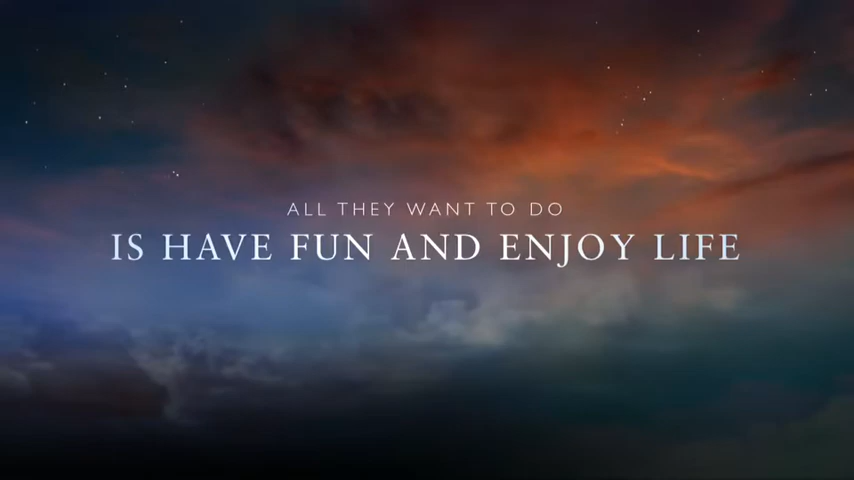 ALL THEY WANT TO DO
IS HAVE FUN AND ENJOY LIFE